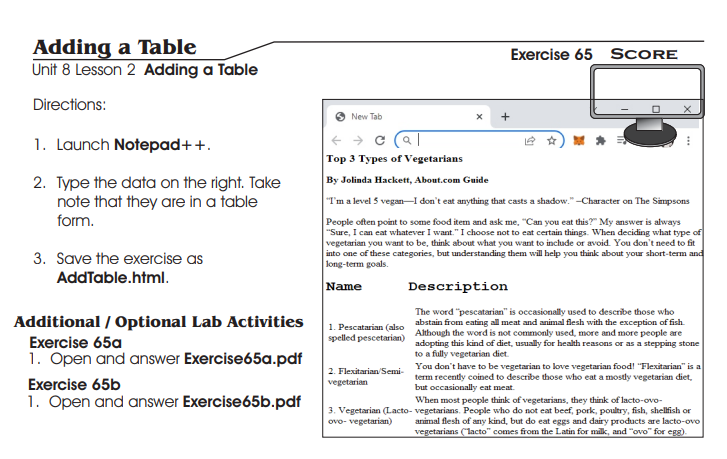 Adding a Table
Unit 8 Lesson 2 Adding a Table
Exercise 65 SCORE
Directions:
1. Launch Notepad++.
2. Type the data on the right. Take
note that they are in a table
form.
3. Save the exercise as
AddTable.html.
Additional / Optional Lab Activities
Exercise 65a
1. Open and answer Exercise65a.pdf
Exercise 65b
1. Open and answer Exercise65b.pdf
New Tab
Top 3 Types of Vegetarians
By Jolinda Hackett, About.com Guide
"I'm a level 5 vegan—I don't eat anything that casts a shadow." –Character on The Simpsons
People often point to some food item and ask me, "Can you eat this?" My answer is always
"Sure, I can eat whatever I want." I choose not to eat certain things. When deciding what type of
vegetarian you want to be, think about what you want to include or avoid. You don't need to fit
into one of these categories, but understanding them will help you think about your short-term and
long-term goals.
Name Description
1. Pescatarian (also
spelled pescetarian)
The word "pescatarian" is occasionally used to describe those who
abstain from eating all meat and animal flesh with the exception of fish.
Although the word is not commonly used, more and more people are
adopting this kind of diet, usually for health reasons or as a stepping stone
to a fully vegetarian diet.
2. Flexitarian/Semi-
vegetarian
You don't have to be vegetarian to love vegetarian food! "Flexitarian" is a
term recently coined to describe those who eat a mostly vegetarian diet,
but occasionally eat meat.
3. Vegetarian (Lacto-
ovo- vegetarian)
When most people think of vegetarians, they think of lacto-ovo-
vegetarians. People who do not eat beef, pork, poultry, fish, shellfish or
animal flesh of any kind, but do eat eggs and dairy products are lacto-ovo
vegetarians ("lacto" comes from the Latin for milk, and "ovo" for egg).